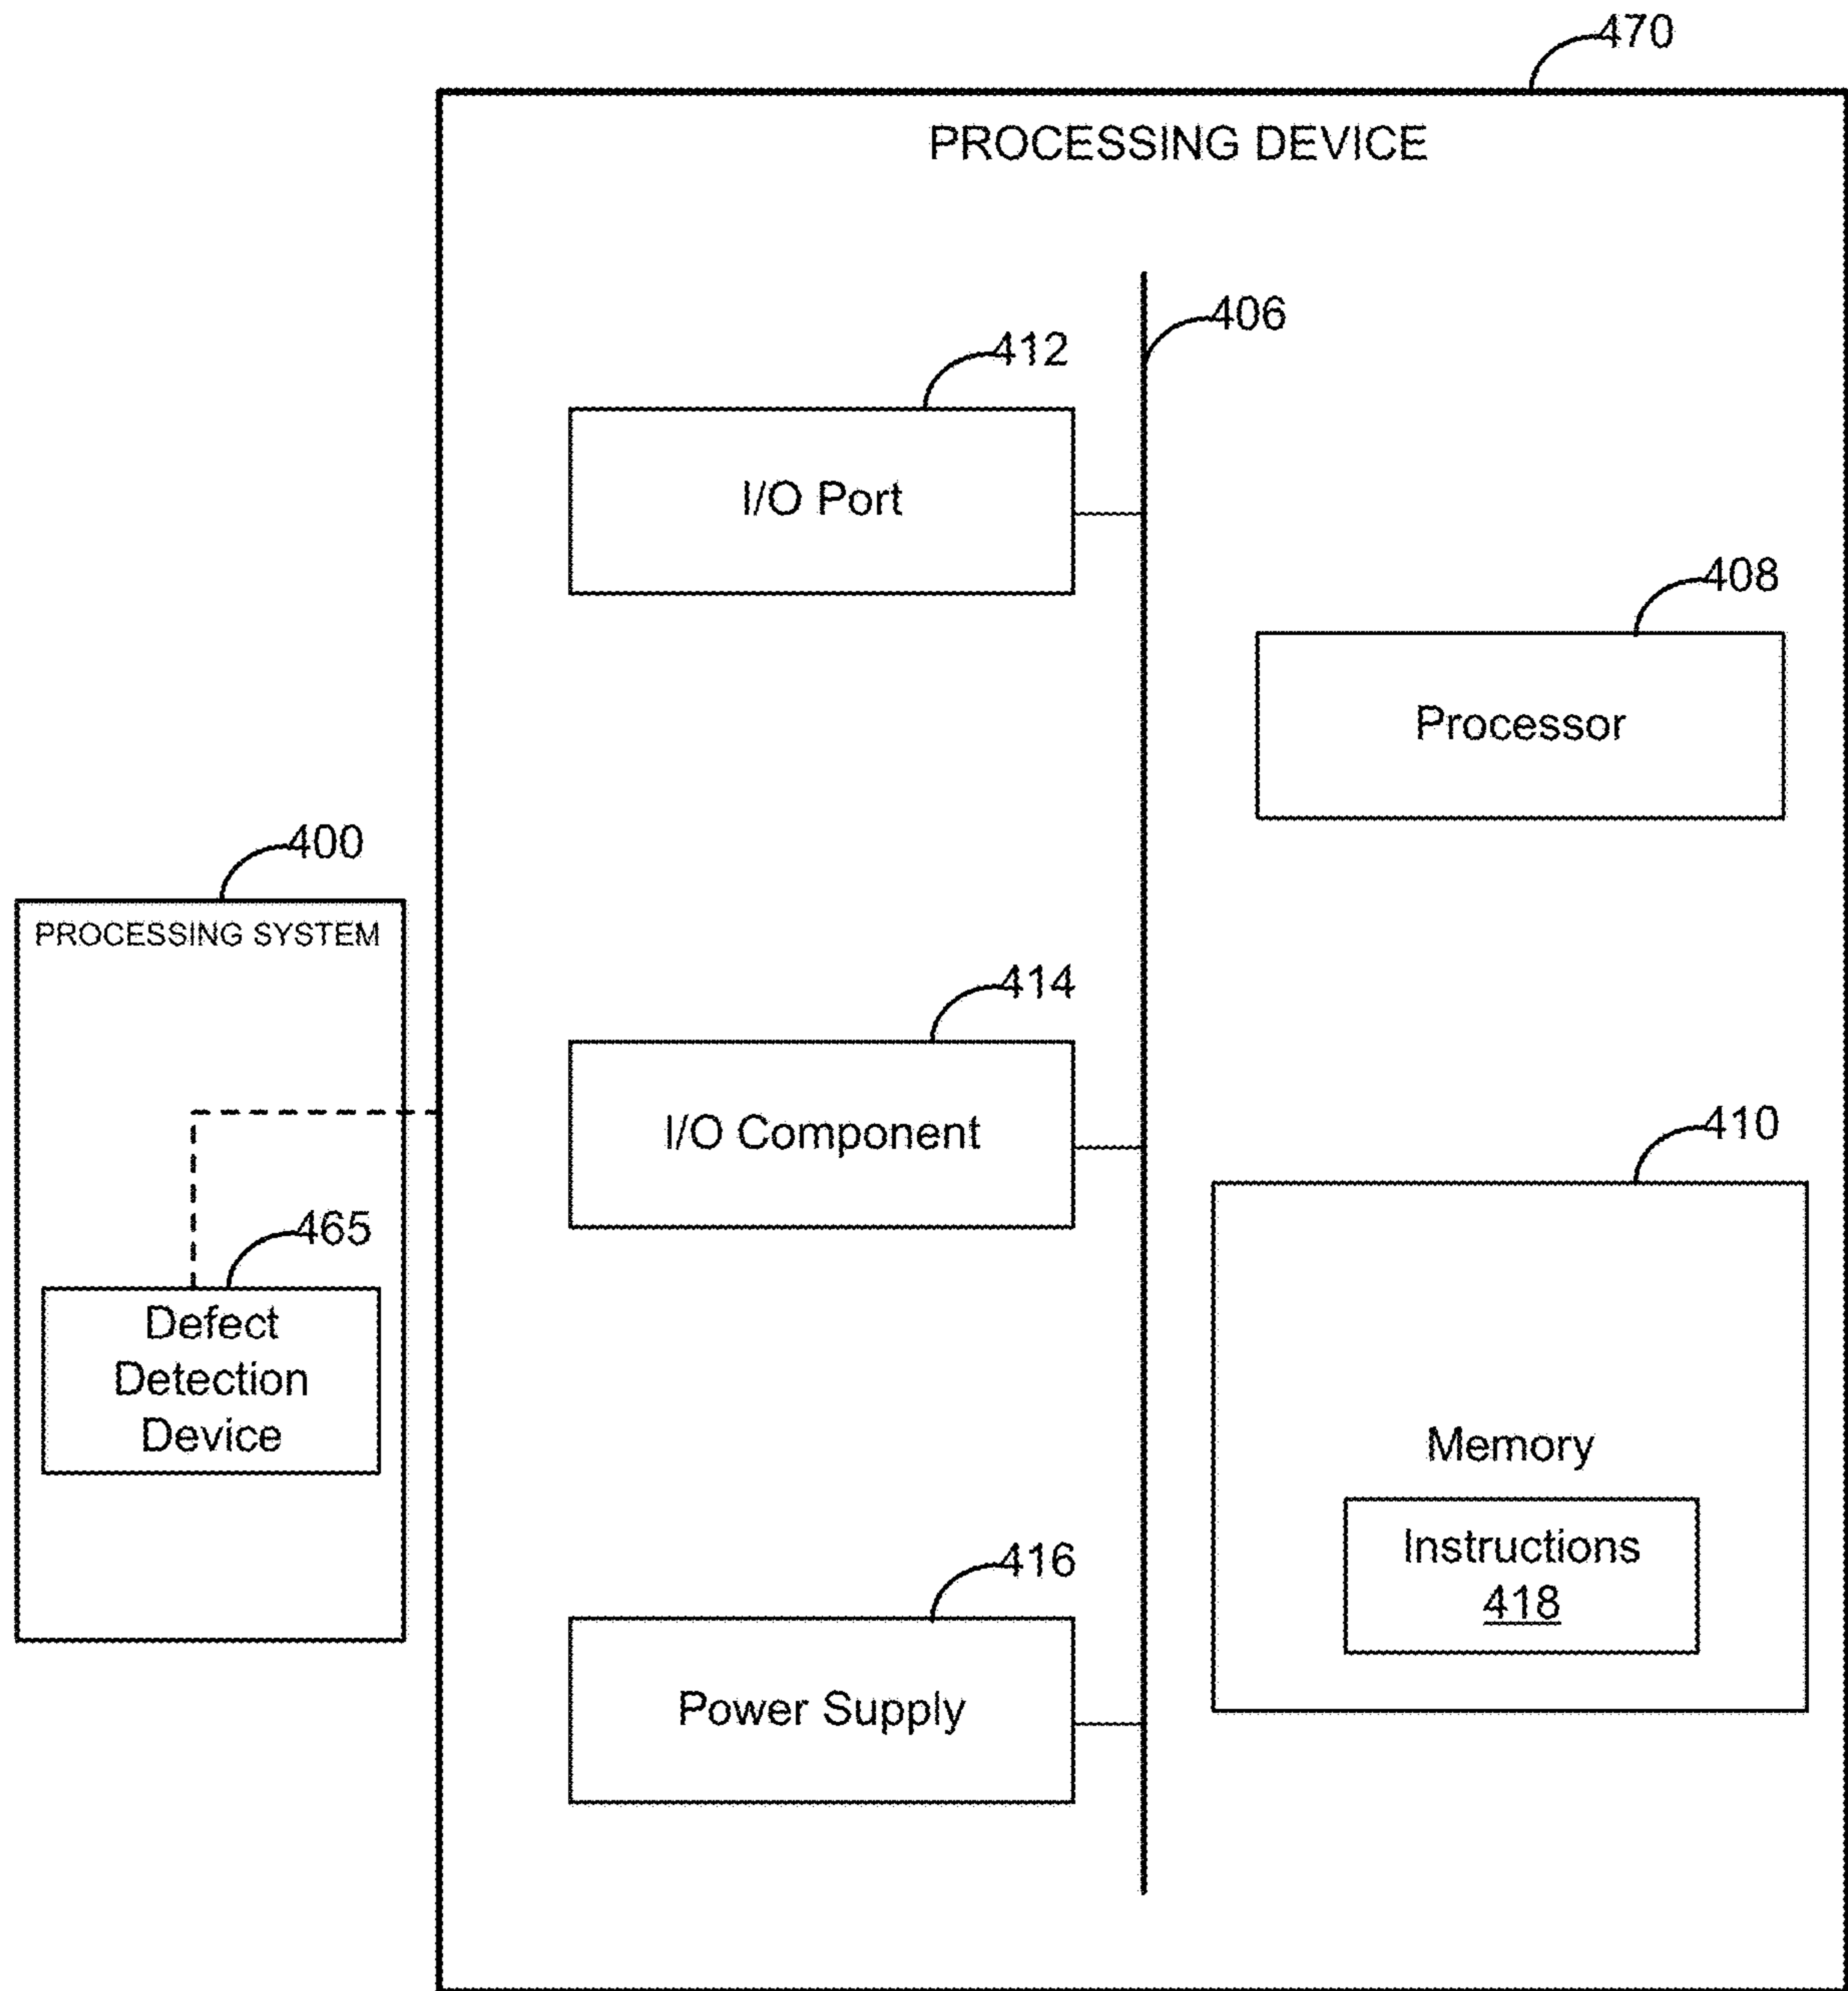 470
PROCESSING DEVICE
406
412
I/O Port
408
Processor
400
PROCESSING SYSTEM
414
I/O Component
410
465
Defect
Detection
Device
Memory
Instructions
418
416
Power Supply